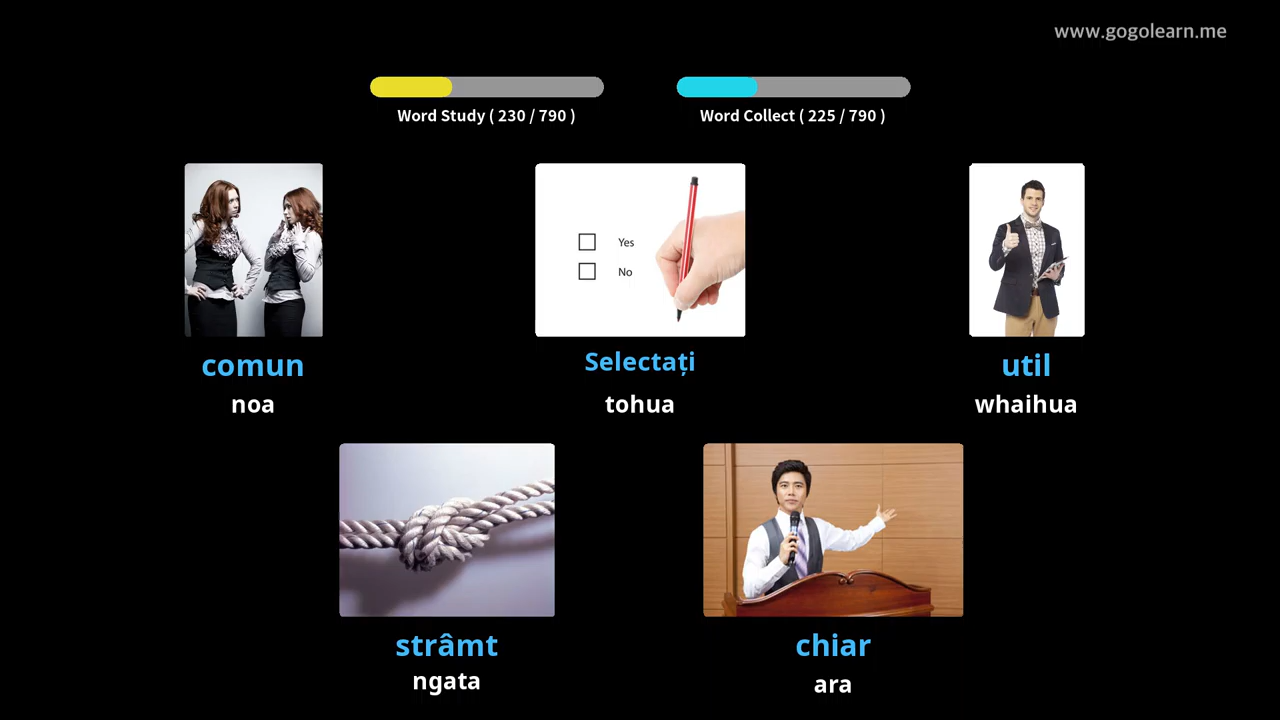 www.gogolearn.me
Word Study ( 230 / 790 )
Word Collect ( 225 / 790 )
Yes
No
comun
noa
Selectați
tohua
util
whaihua
strâmt
ngata
chiar
ara